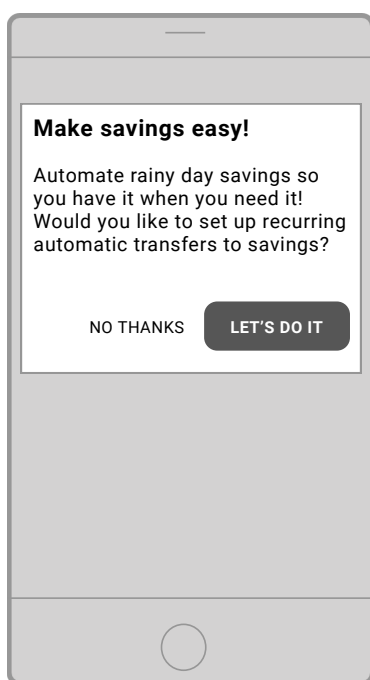 Make savings easy!
Automate rainy day savings so
you have it when you need it!
Would you like to set up recurring
automatic transfers to savings?
NO THANKS LET’S DO IT